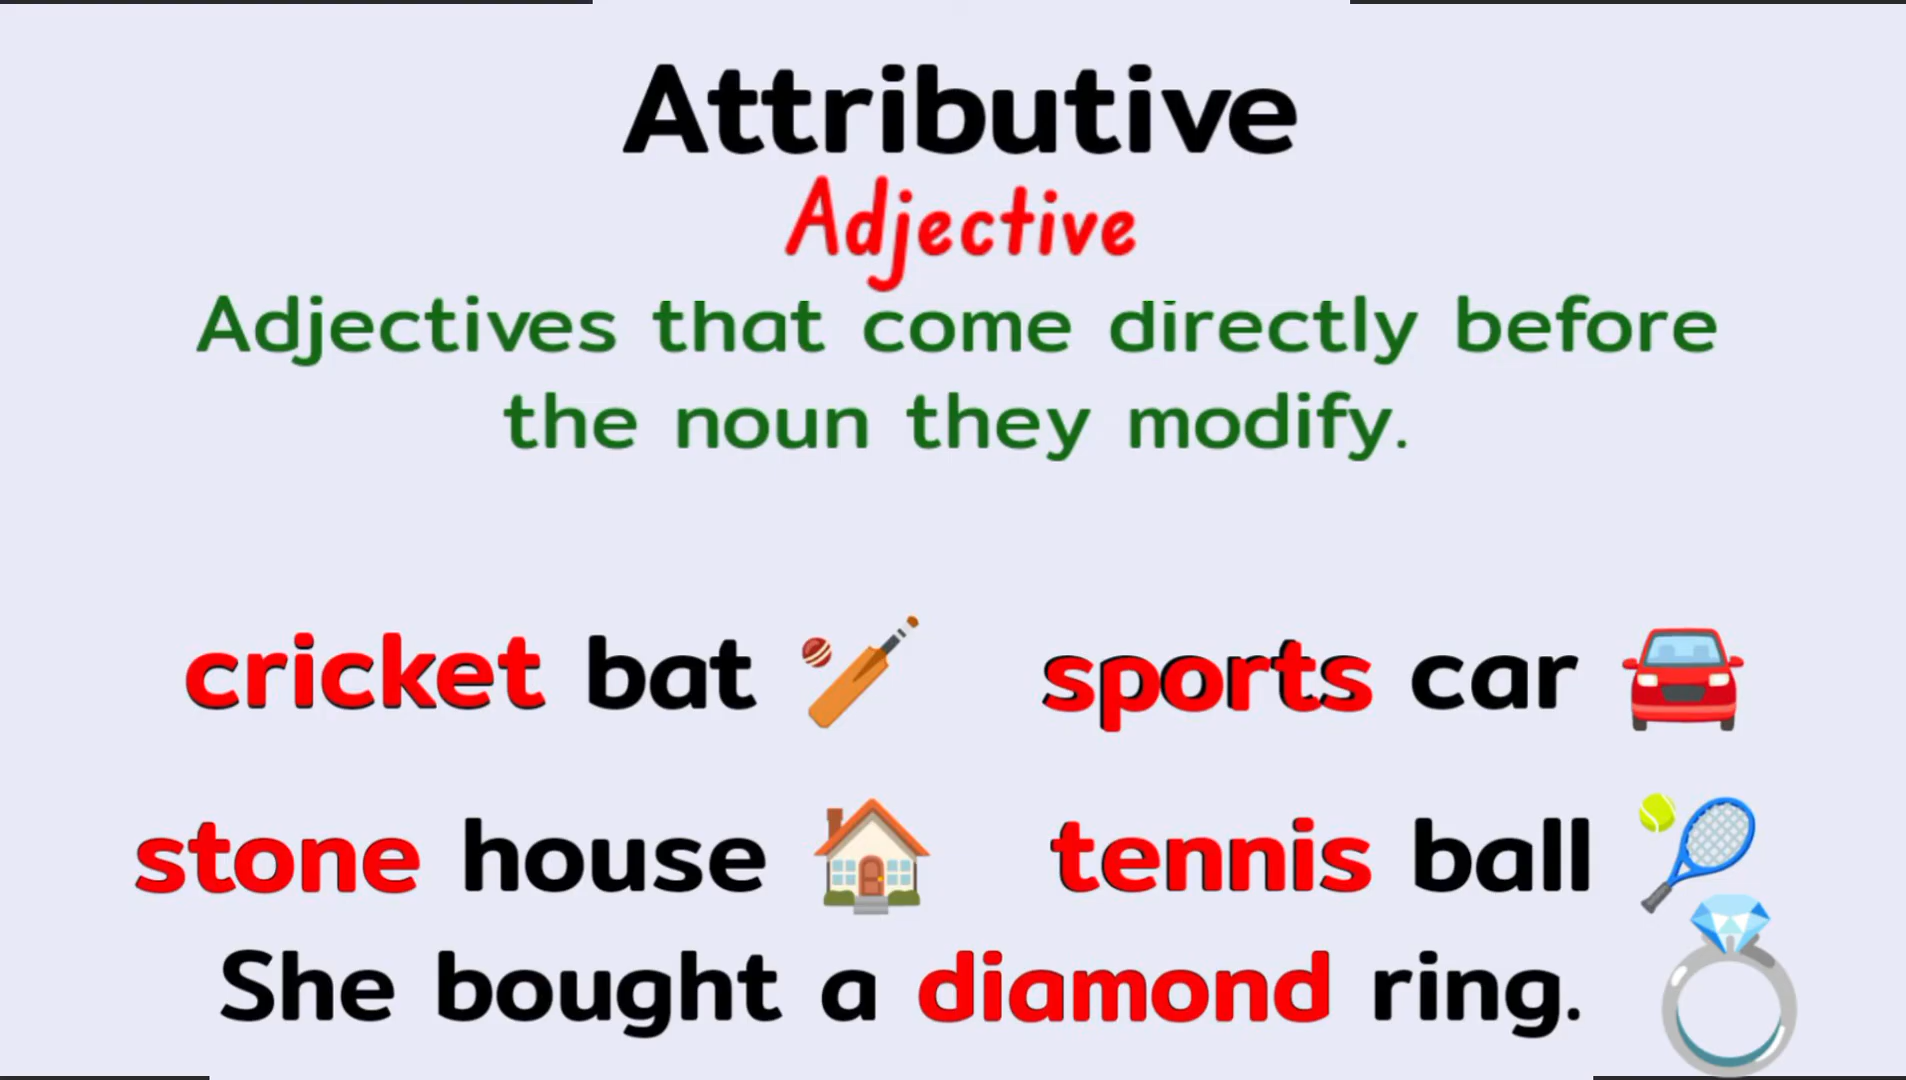 Attributive
Adjective
Adjectives that come directly before
the noun they modify.
cricket bat
sports car
stone house
tennis ball
She bought a diamond ring.